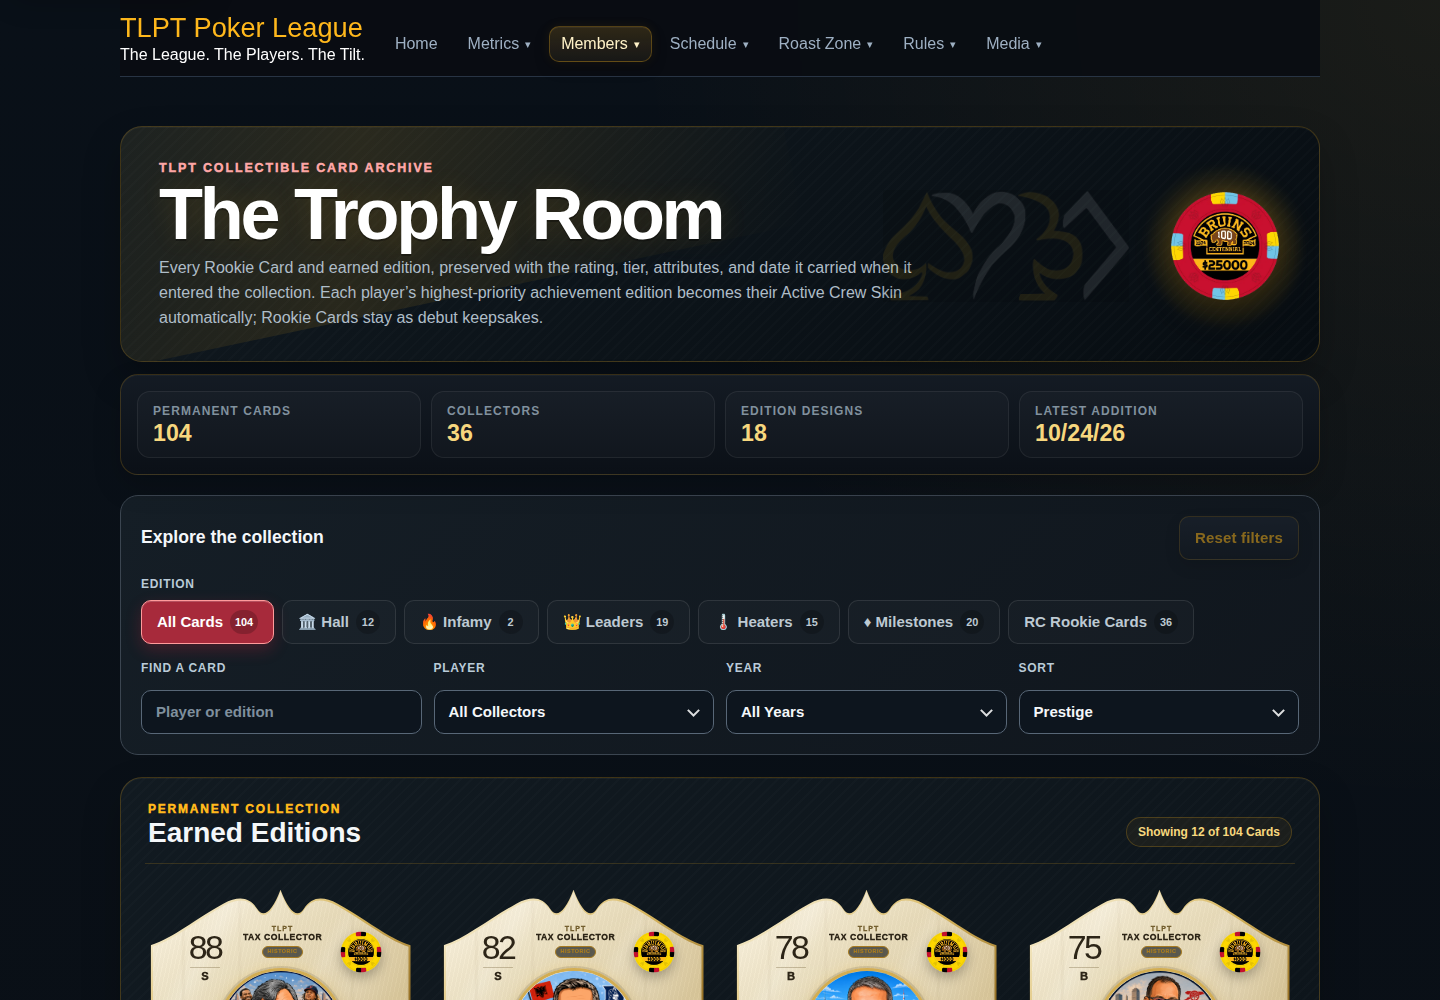 TLPT Poker League
The League. The Players. The Tilt.
Home
Metrics ▾
Members ▾
Schedule ▾
Roast Zone ▾
Rules ▾
Media ▾
TLPT COLLECTIBLE CARD ARCHIVE
The Trophy Room
Every Rookie Card and earned edition, preserved with the rating, tier, attributes, and date it carried when it
entered the collection. Each player’s highest-priority achievement edition becomes their Active Crew Skin
automatically; Rookie Cards stay as debut keepsakes.
BRUINS
100
CENTENNIAL
$25000
PERMANENT CARDS
104
COLLECTORS
36
EDITION DESIGNS
18
LATEST ADDITION
10/24/26
Explore the collection
Reset filters
EDITION
All Cards 104
🏛️ Hall 12
🔥 Infamy 2
👑 Leaders 19
🌡️ Heaters 15
♦ Milestones 20
RC Rookie Cards 36
FIND A CARD
PLAYER
YEAR
SORT
Player or edition
All Collectors
All Years
Prestige
PERMANENT COLLECTION
Earned Editions
Showing 12 of 104 Cards
88
S
TLPT
TAX COLLECTOR
HISTORIC
82
S
TLPT
TAX COLLECTOR
HISTORIC
78
B
TLPT
TAX COLLECTOR
HISTORIC
75
B
TLPT
TAX COLLECTOR
HISTORIC